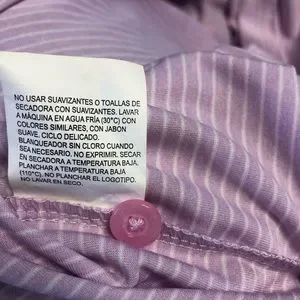 NO USAR SUAVIZANTES O TOALLAS DE
SECADORA CON SUAVIZANTES. LAVAR
A MÁQUINA EN AGUA FRÍA (30°C) CON
COLORES SIMILARES, CON JABÓN
SUAVE. CICLO DELICADO.
BLANQUEADOR SIN CLORO CUANDO
SEA NECESARIO. NO EXPRIMIR. SECAR
EN SECADORA A TEMPERATURA BAJA.
PLANCHAR A TEMPERATURA BAJA
(110°C). NO PLANCHAR EL LOGOTIPO.
NO LAVAR EN SECO.